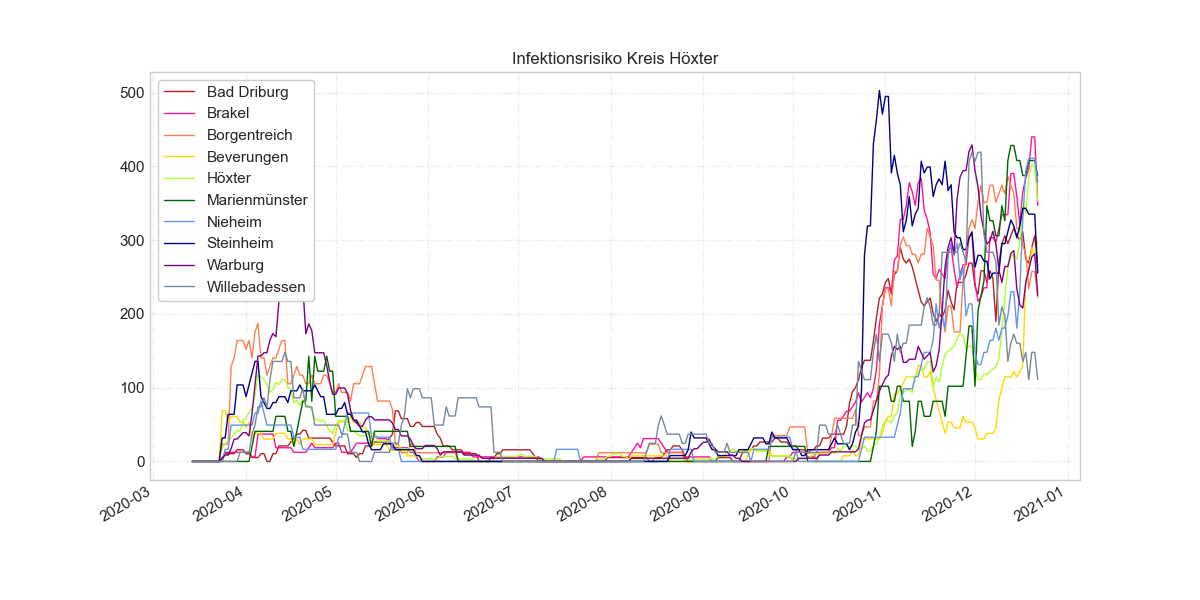 Infektionsrisiko Kreis Höxter
500
400
300
200
100
0
Bad Driburg
Brakel
Borgentreich
Beverungen
Höxter
Marienmünster
Nieheim
Steinheim
Warburg
Willebadessen
2020-03
2020-04
2020-05
2020-06
2020-07
2020-08
2020-09
2020-10
2020-11
2020-12
2021-01